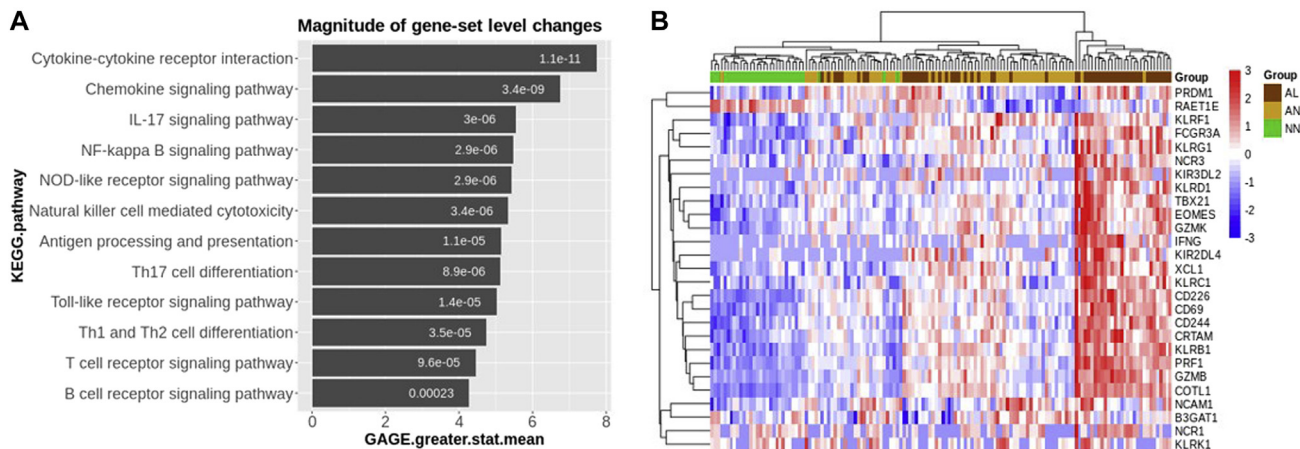 A
Magnitude of gene-set level changes
KEGG.pathway
Cytokine-cytokine receptor interaction 1.1e-11
Chemokine signaling pathway 3.4e-09
IL-17 signaling pathway 3e-06
NF-kappa B signaling pathway 2.9e-06
NOD-like receptor signaling pathway 2.9e-06
Natural killer cell mediated cytotoxicity 3.4e-06
Antigen processing and presentation 1.1e-05
Th17 cell differentiation 8.9e-06
Toll-like receptor signaling pathway 1.4e-05
Th1 and Th2 cell differentiation 3.5e-05
T cell receptor signaling pathway 9.6e-05
B cell receptor signaling pathway 0.00023
0 2 4 6 8
GAGE.greater.stat.mean
B
Group
PRDM1
RAET1E
KLRF1
FCGR3A
KLRG1
NCR3
KIR3DL2
KLRD1
TBX21
EOMES
GZMK
IFNG
KIR2DL4
XCL1
KLRC1
CD226
CD69
CD244
CRTAM
KLRB1
PRF1
GZMB
COTL1
NCAM1
B3GAT1
NCR1
KLRK1
3
2
1
0
-1
-2
-3
Group
AL
AN
NN